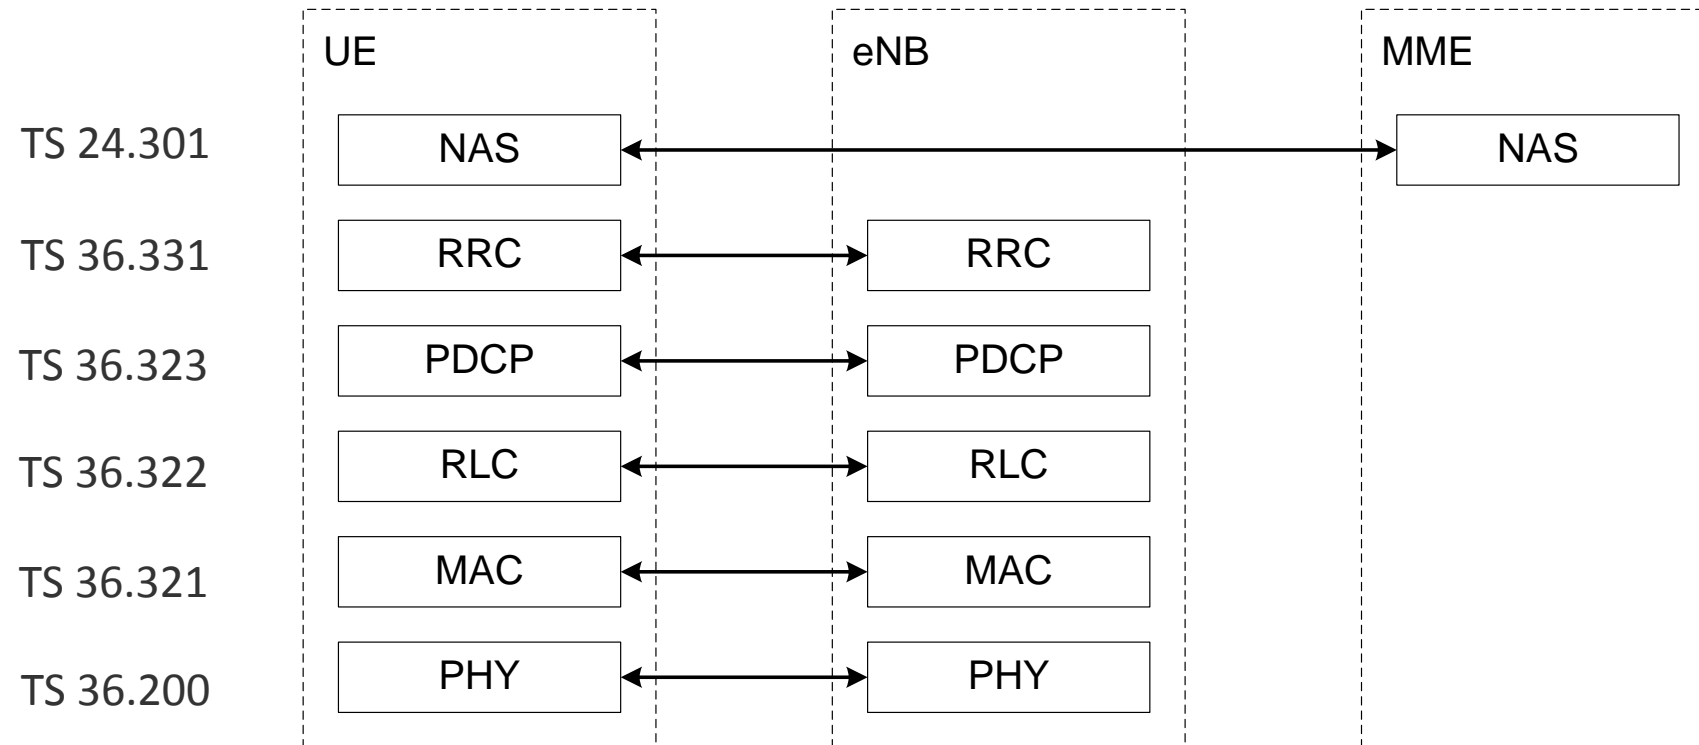 UE eNB MME
TS 24.301 NAS NAS
TS 36.331 RRC RRC
TS 36.323 PDCP PDCP
TS 36.322 RLC RLC
TS 36.321 MAC MAC
TS 36.200 PHY PHY